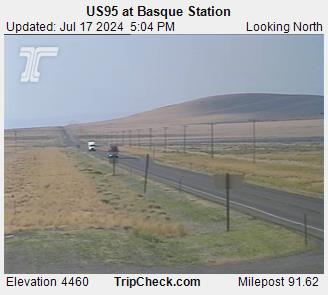 US95 at Basque Station
Updated: Jul 17 2024 5:04 PM Looking North
Elevation 4460 TripCheck.com Milepost 91.62